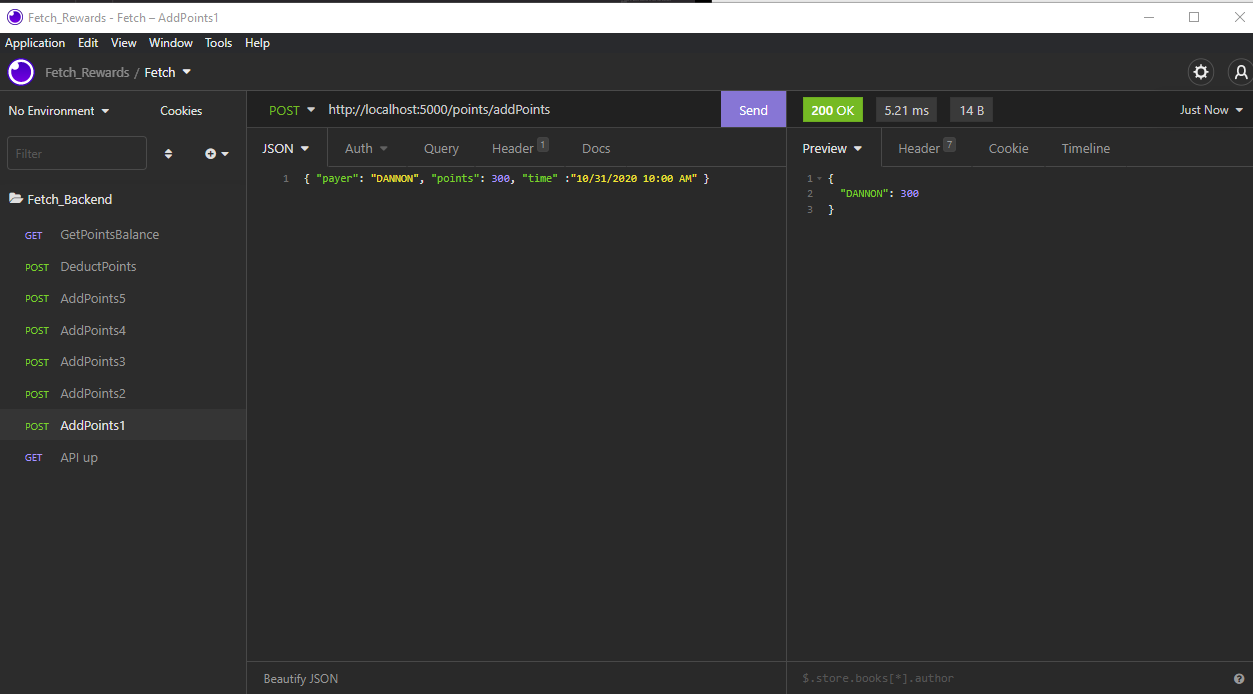 Fetch_Rewards - Fetch – AddPoints1
Application Edit View Window Tools Help
Fetch_Rewards / Fetch
No Environment Cookies
Filter
Fetch_Backend
GET GetPointsBalance
POST DeductPoints
POST AddPoints5
POST AddPoints4
POST AddPoints3
POST AddPoints2
POST AddPoints1
GET API up
POST http://localhost:5000/points/addPoints Send
JSON Auth Query Header 1 Docs
1 { "payer": "DANNON", "points": 300, "time" :"10/31/2020 10:00 AM" }
Beautify JSON
200 OK 5.21 ms 14 B Just Now
Preview Header 7 Cookie Timeline
1 {
2 "DANNON": 300
3 }
$.store.books[*].author